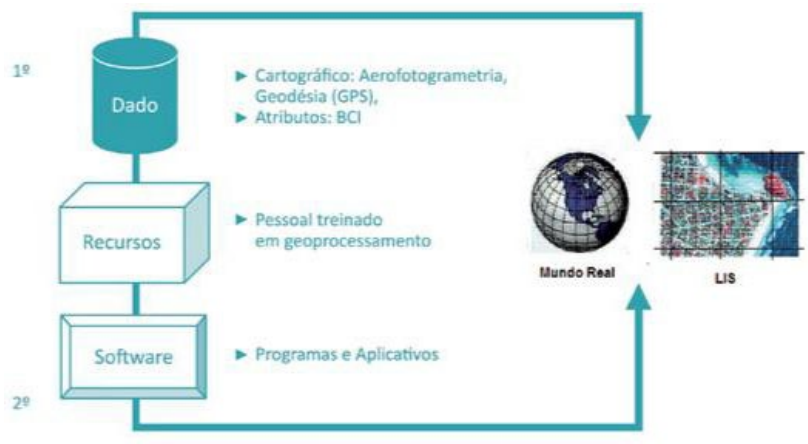 1º
Dado
► Cartográfico: Aerofotogrametria,
Geodésia (GPS),
► Atributos: BCI
Recursos
► Pessoal treinado
em geoprocessamento
Mundo Real
LIS
Software
► Programas e Aplicativos
2º